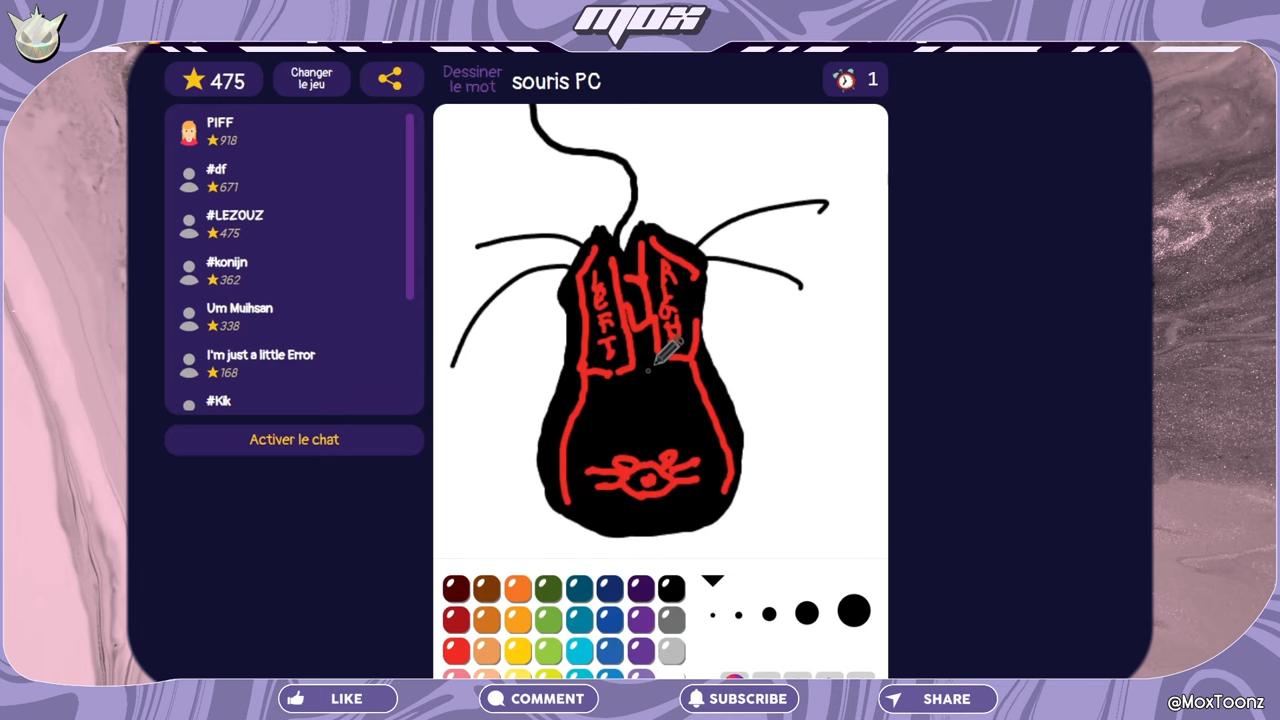 MOX
475
Changer
le jeu
Dessiner
le mot
souris PC
1
PIFF
918
#df
671
#LEZOUZ
475
#konijn
362
Um Muihsan
338
I'm just a little Error
168
#Kik
Activer le chat
LEFT
LIKE
COMMENT
SUBSCRIBE
SHARE
@MoxToonz